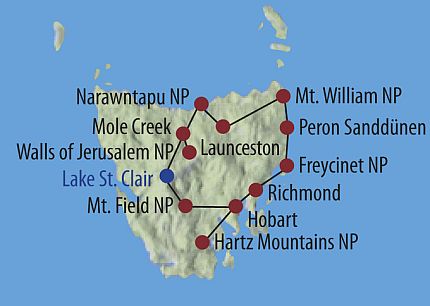 Narawntapu NP
Mt. William NP
Mole Creek
Peron Sanddünen
Launceston
Walls of Jerusalem NP
Freycinet NP
Lake St. Clair
Richmond
Mt. Field NP
Hobart
Hartz Mountains NP